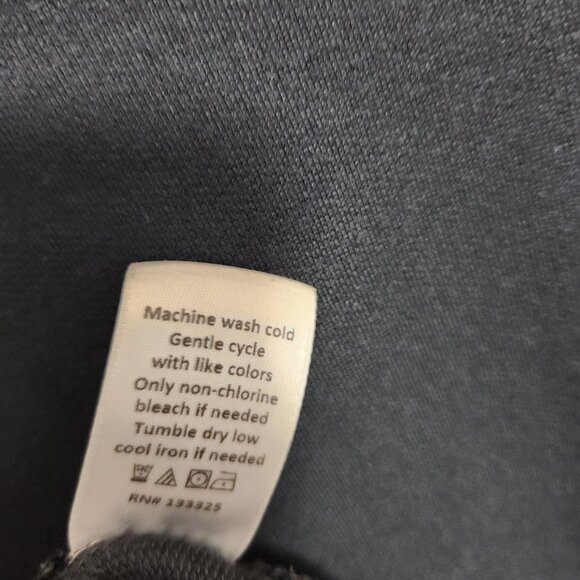 Machine wash cold
Gentle cycle
with like colors
Only non-chlorine
bleach if needed
Tumble dry low
cool iron if needed
RN# 133325